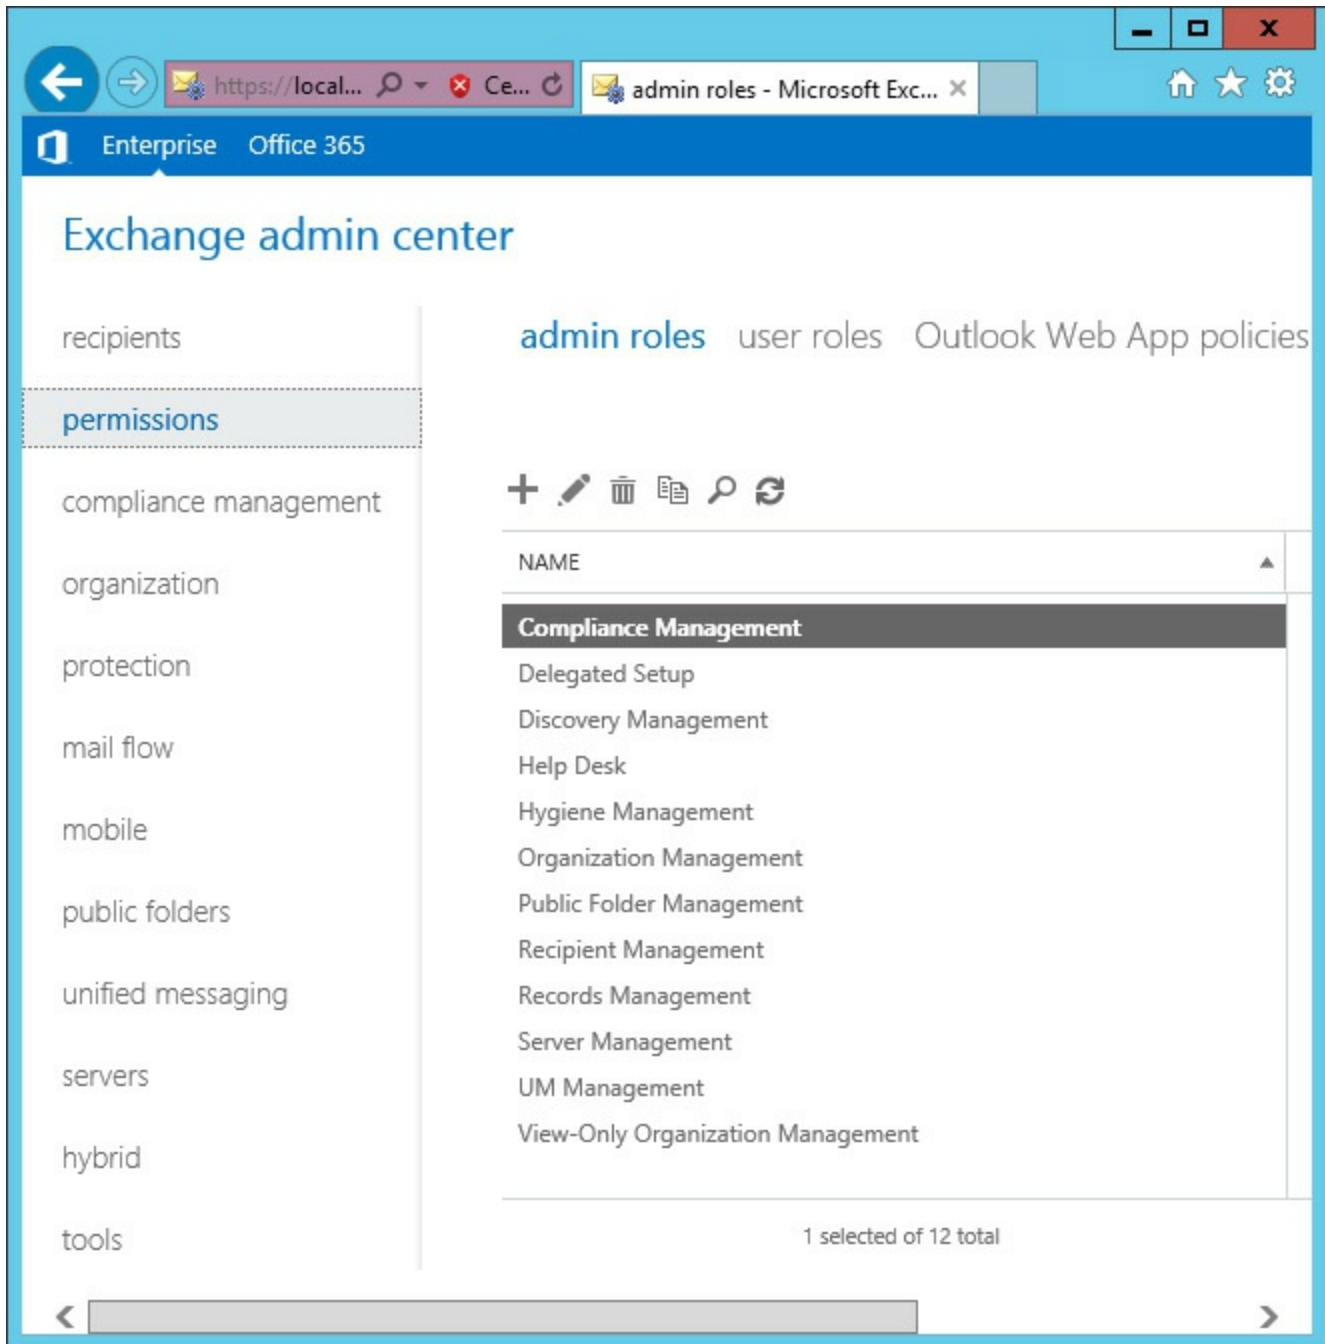 https://local... Ce... admin roles - Microsoft Exc...
Enterprise Office 365
Exchange admin center
recipients
permissions
compliance management
organization
protection
mail flow
mobile
public folders
unified messaging
servers
hybrid
tools
admin roles user roles Outlook Web App policies
NAME
Compliance Management
Delegated Setup
Discovery Management
Help Desk
Hygiene Management
Organization Management
Public Folder Management
Recipient Management
Records Management
Server Management
UM Management
View-Only Organization Management
1 selected of 12 total